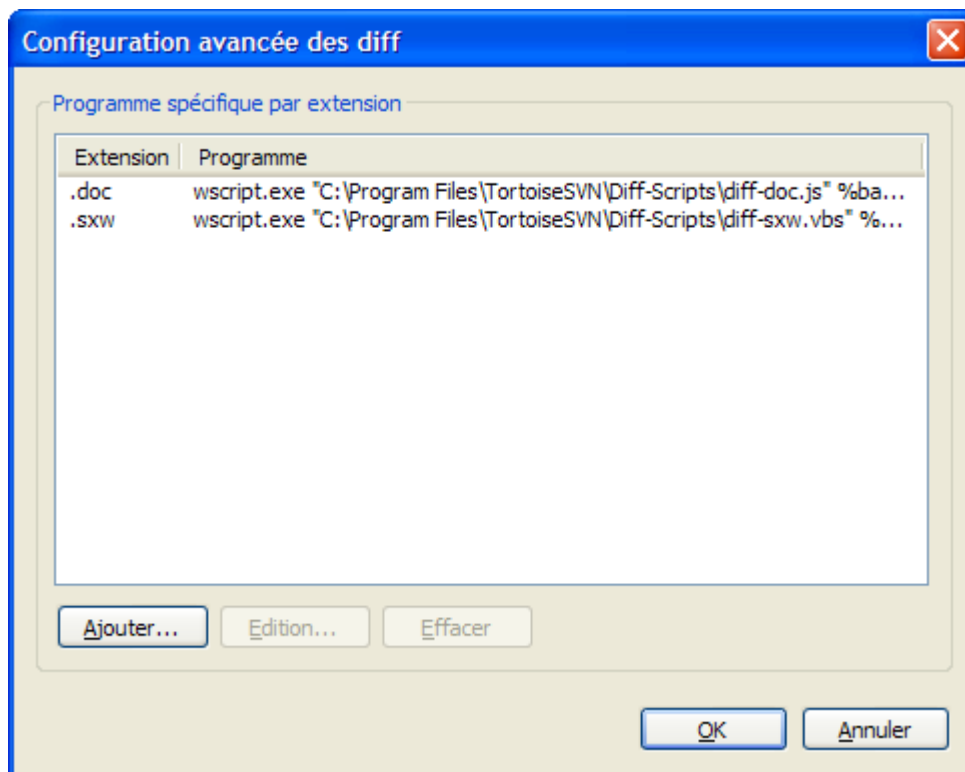 Configuration avancée des diff
Programme spécifique par extension
Extension Programme
.doc wscript.exe "C:\Program Files\TortoiseSVN\Diff-Scripts\diff-doc.js" %ba...
.sxw wscript.exe "C:\Program Files\TortoiseSVN\Diff-Scripts\diff-sxw.vbs" %...
Ajouter... Edition... Effacer
OK Annuler